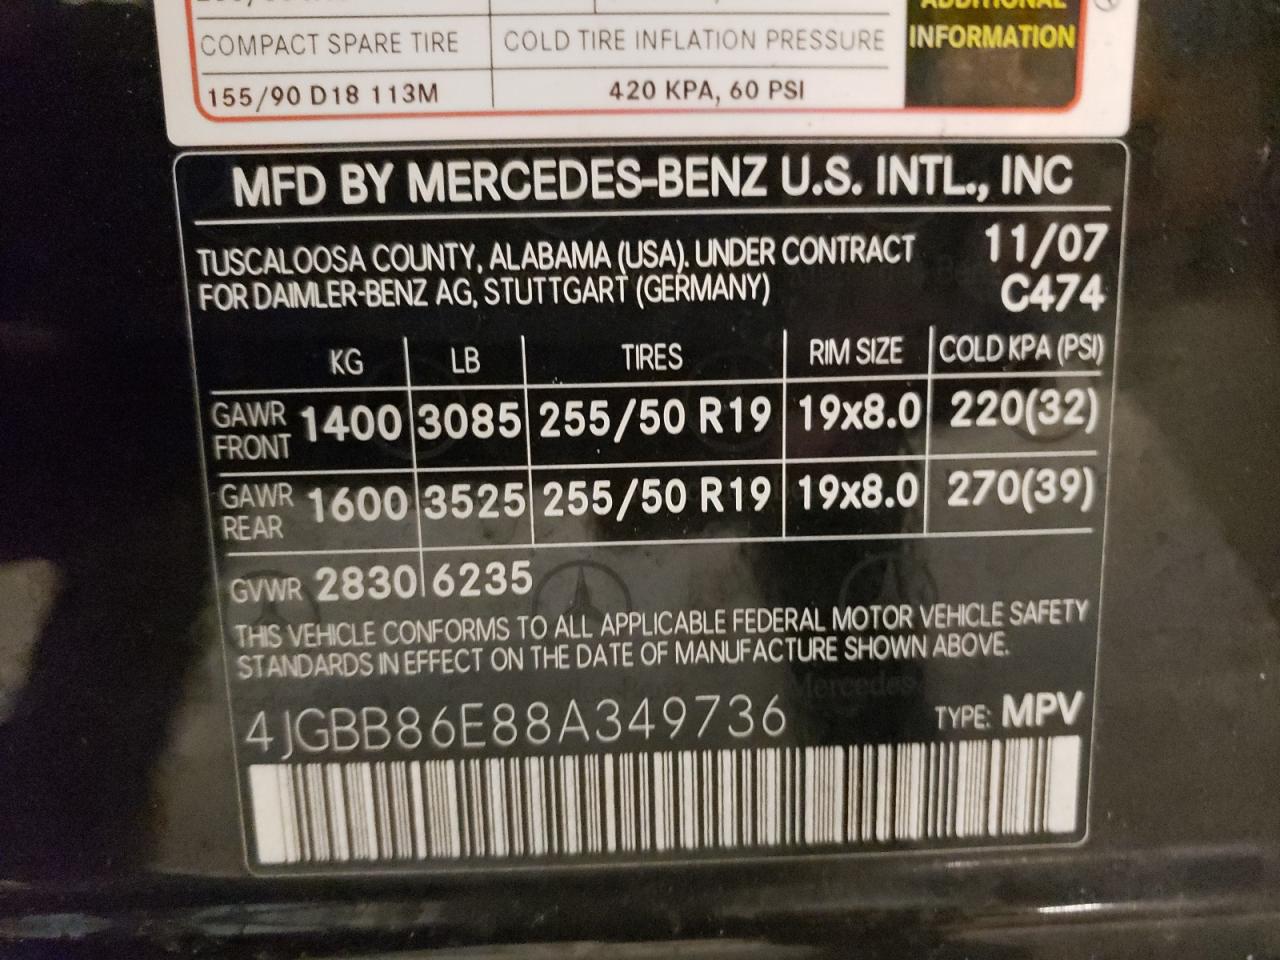 ADDITIONAL
INFORMATION
COMPACT SPARE TIRE COLD TIRE INFLATION PRESSURE
155/90 D18 113M 420 KPA, 60 PSI
MFD BY MERCEDES-BENZ U.S. INTL., INC
TUSCALOOSA COUNTY, ALABAMA (USA), UNDER CONTRACT 11/07
FOR DAIMLER-BENZ AG, STUTTGART (GERMANY) C474
KG LB TIRES RIM SIZE COLD KPA (PSI)
GAWR FRONT 1400 3085 255/50 R19 19x8.0 220(32)
GAWR REAR 1600 3525 255/50 R19 19x8.0 270(39)
GVWR 2830 6235
THIS VEHICLE CONFORMS TO ALL APPLICABLE FEDERAL MOTOR VEHICLE SAFETY
STANDARDS IN EFFECT ON THE DATE OF MANUFACTURE SHOWN ABOVE.
Mercedes
4JGBB86E88A349736 TYPE: MPV